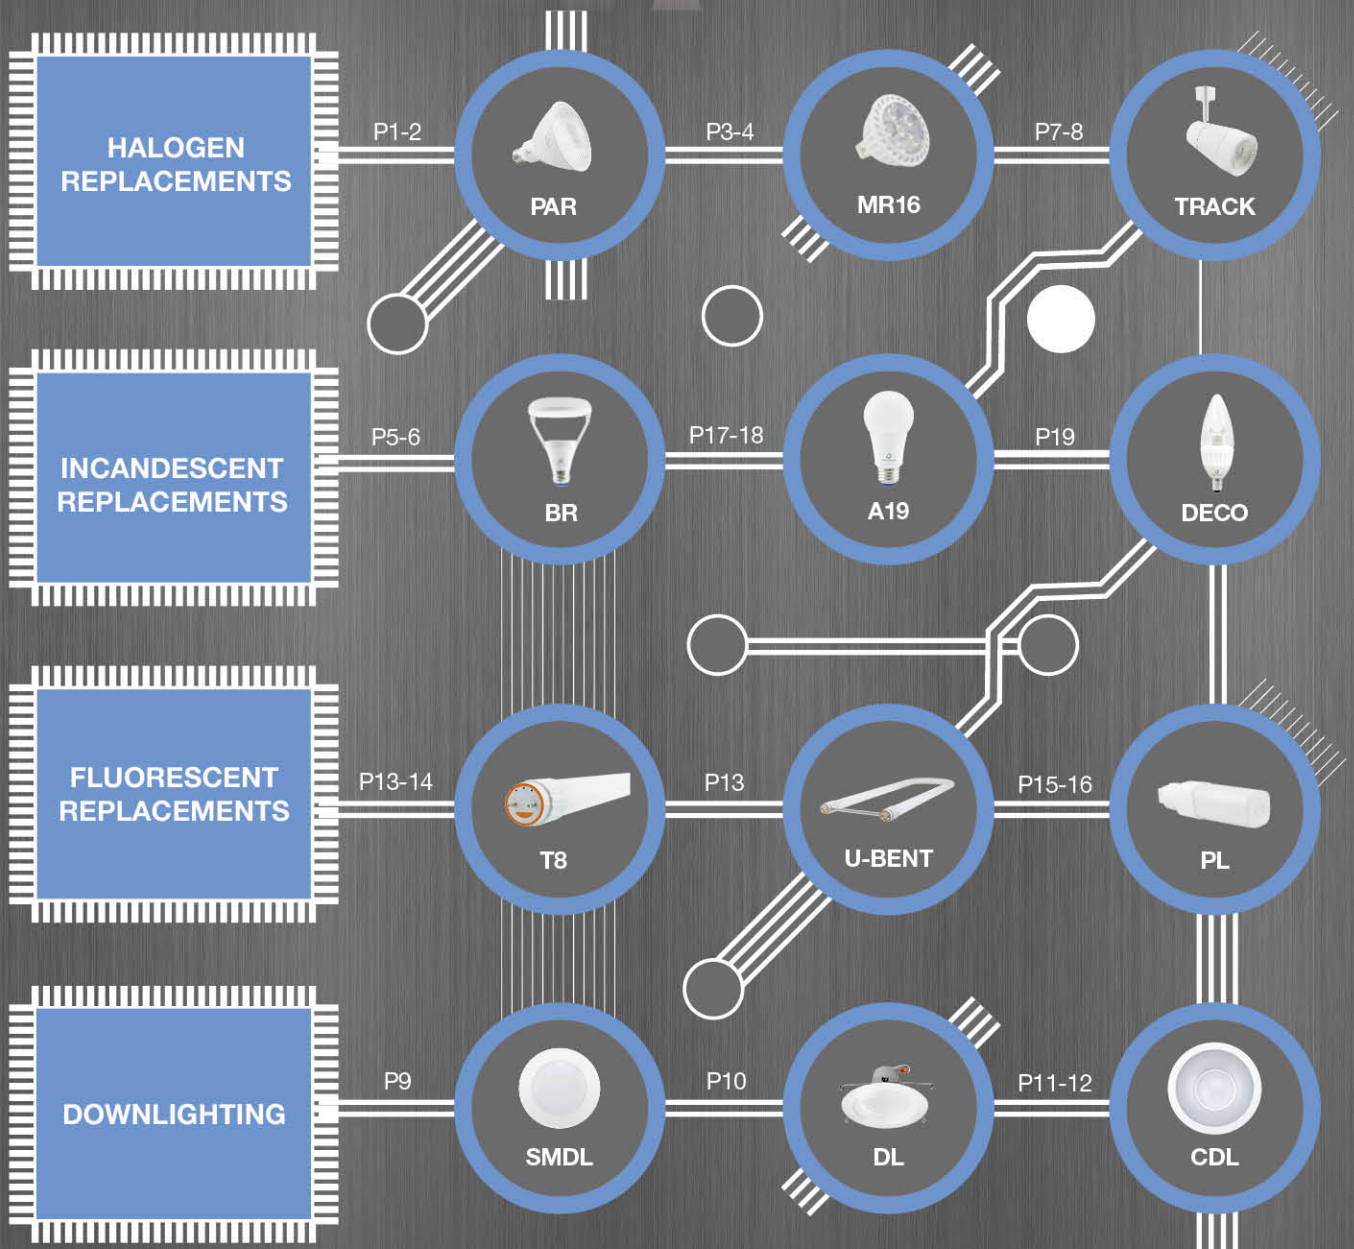 HALOGEN
REPLACEMENTS
P1-2
PAR
P3-4
MR16
P7-8
TRACK
INCANDESCENT
REPLACEMENTS
P5-6
BR
P17-18
A19
P19
DECO
FLUORESCENT
REPLACEMENTS
P13-14
T8
P13
U-BENT
P15-16
PL
DOWNLIGHTING
P9
SMDL
P10
DL
P11-12
CDL